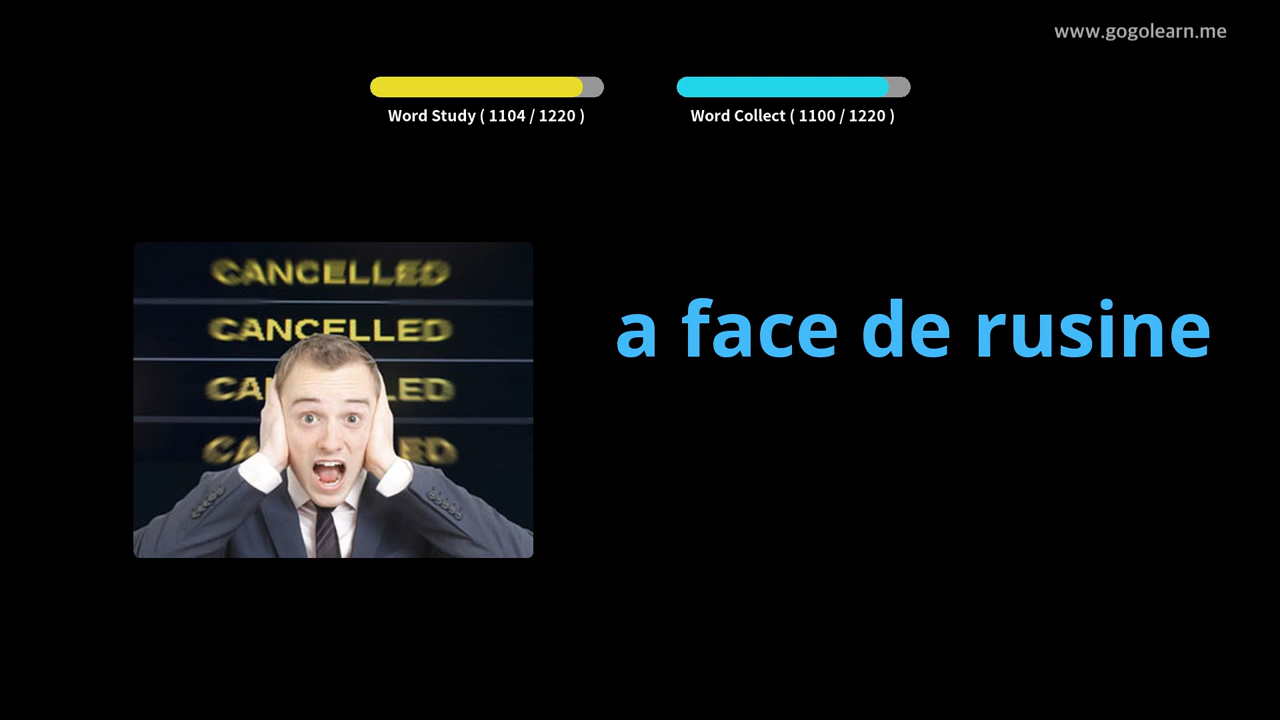 www.gogolearn.me
Word Study ( 1104 / 1220 )
Word Collect ( 1100 / 1220 )
CANCELLED
CANCELLED
a face de rusine